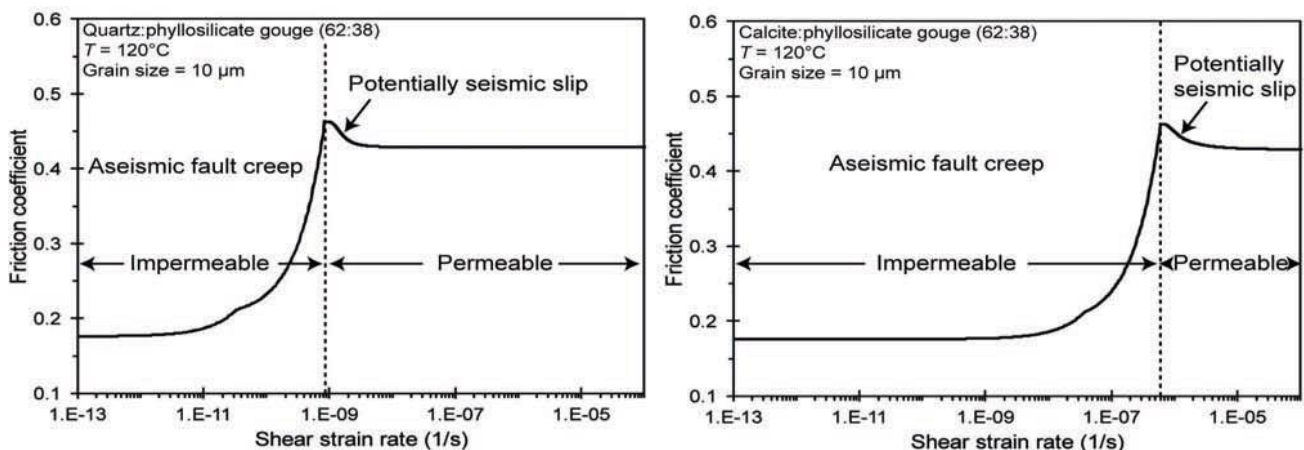 0.6
0.5
0.4
0.3
0.2
0.1
Friction coefficient
Quartz:phyllosilicate gouge (62:38)
T = 120°C
Grain size = 10 µm
Potentially seismic slip
Aseismic fault creep
Impermeable
Permeable
1.E-13
1.E-11
1.E-09
1.E-07
1.E-05
Shear strain rate (1/s)
0.6
0.5
0.4
0.3
0.2
0.1
Friction coefficient
Calcite:phyllosilicate gouge (62:38)
T = 120°C
Grain size = 10 µm
Potentially
seismic slip
Aseismic fault creep
Impermeable
Permeable
1.E-13
1.E-11
1.E-09
1.E-07
1.E-05
Shear strain rate (1/s)